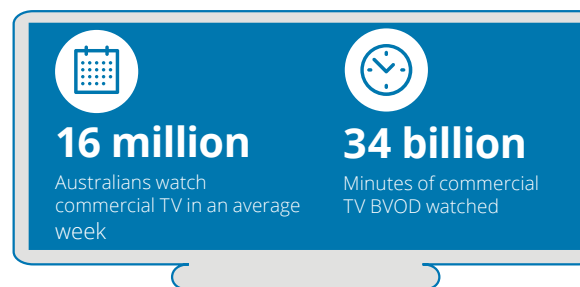 16 million
Australians watch
commercial TV in an average
week
34 billion
Minutes of commercial
TV BVOD watched